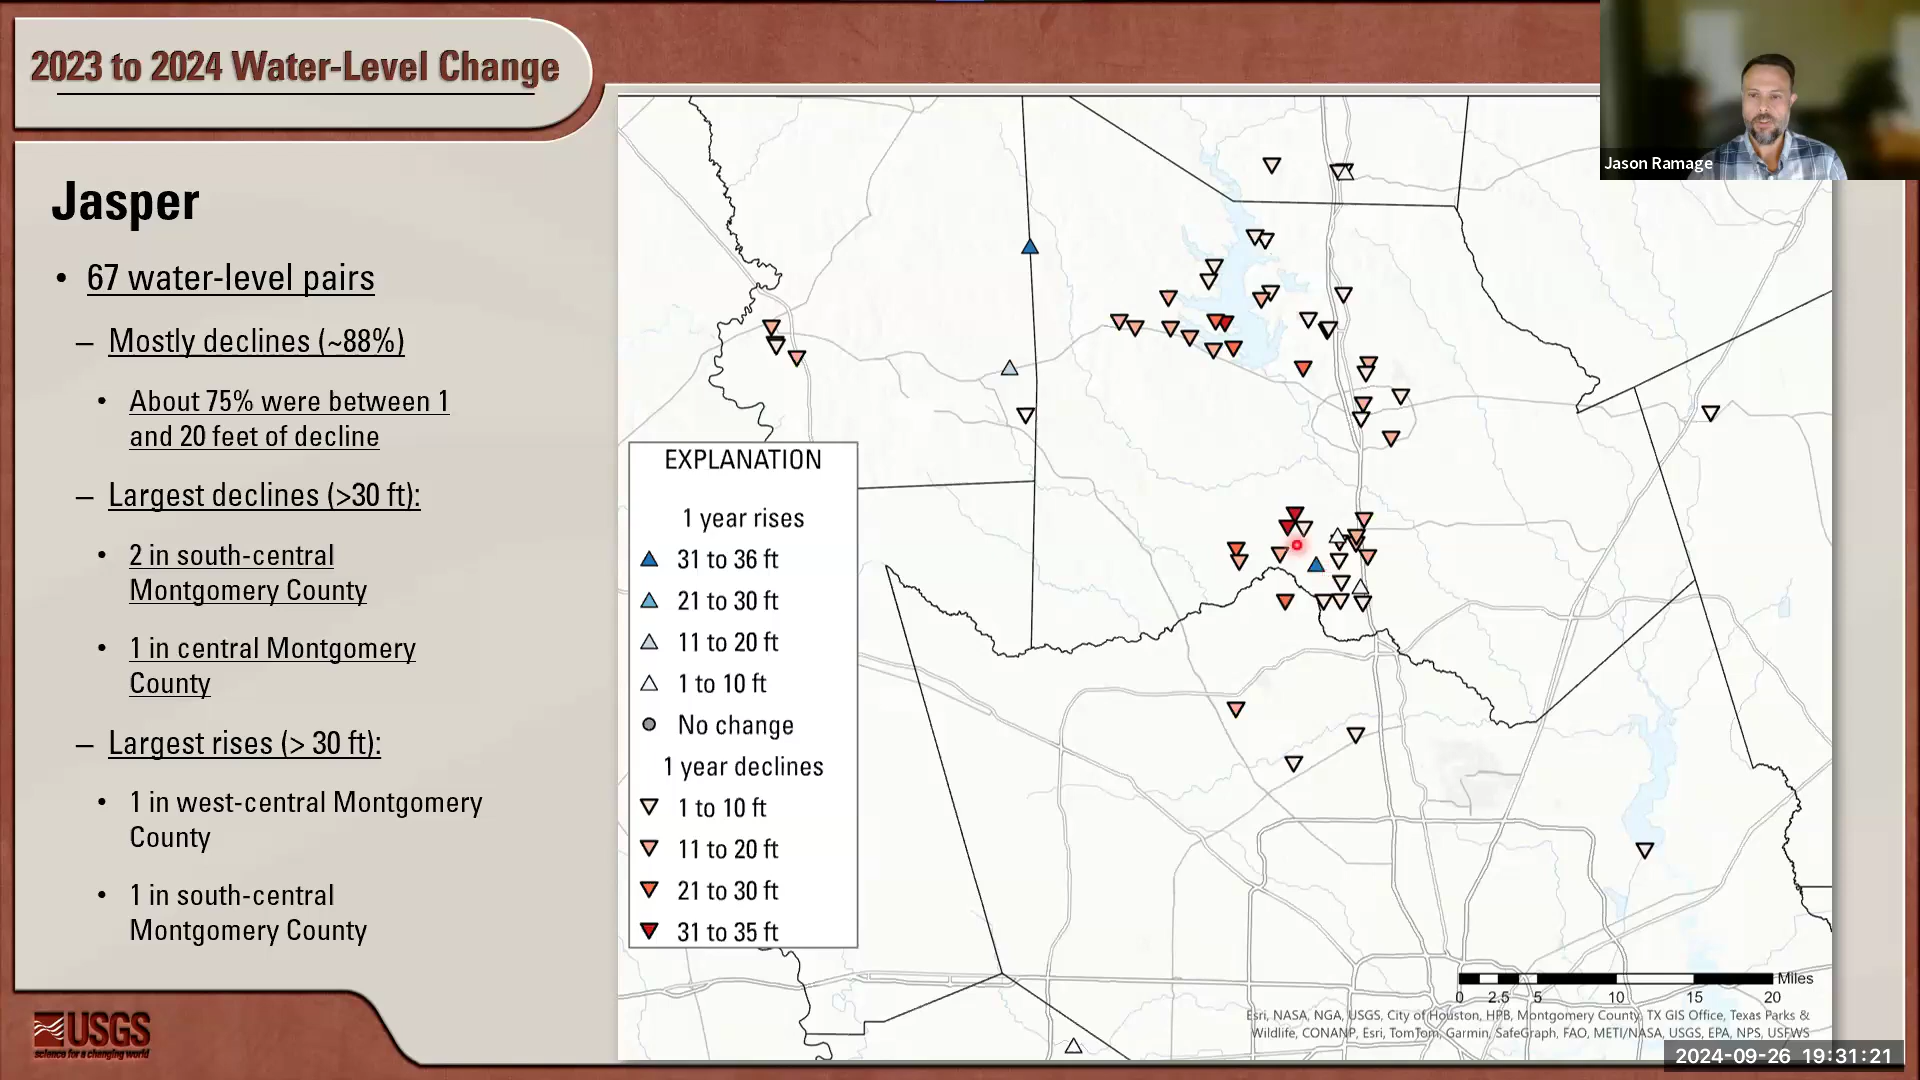 2023 to 2024 Water-Level Change
Jasper
• 67 water-level pairs
– Mostly declines (~88%)
• About 75% were between 1
and 20 feet of decline
– Largest declines (>30 ft):
• 2 in south-central
Montgomery County
• 1 in central Montgomery
County
– Largest rises (> 30 ft):
• 1 in west-central Montgomery
County
• 1 in south-central
Montgomery County
USGS
science for a changing world
EXPLANATION
1 year rises
31 to 36 ft
21 to 30 ft
11 to 20 ft
1 to 10 ft
No change
1 year declines
1 to 10 ft
11 to 20 ft
21 to 30 ft
31 to 35 ft
Jason Ramage
Miles
0 2.5 5 10 15 20
Esri, NASA, NGA, USGS, City of Houston, HPB, Montgomery County, TX GIS Office, Texas Parks &
Wildlife, CONANP, Esri, TomTom, Garmin, SafeGraph, FAO, METI/NASA, USGS, EPA, NPS, USFWS
2024-09-26 19:31:21